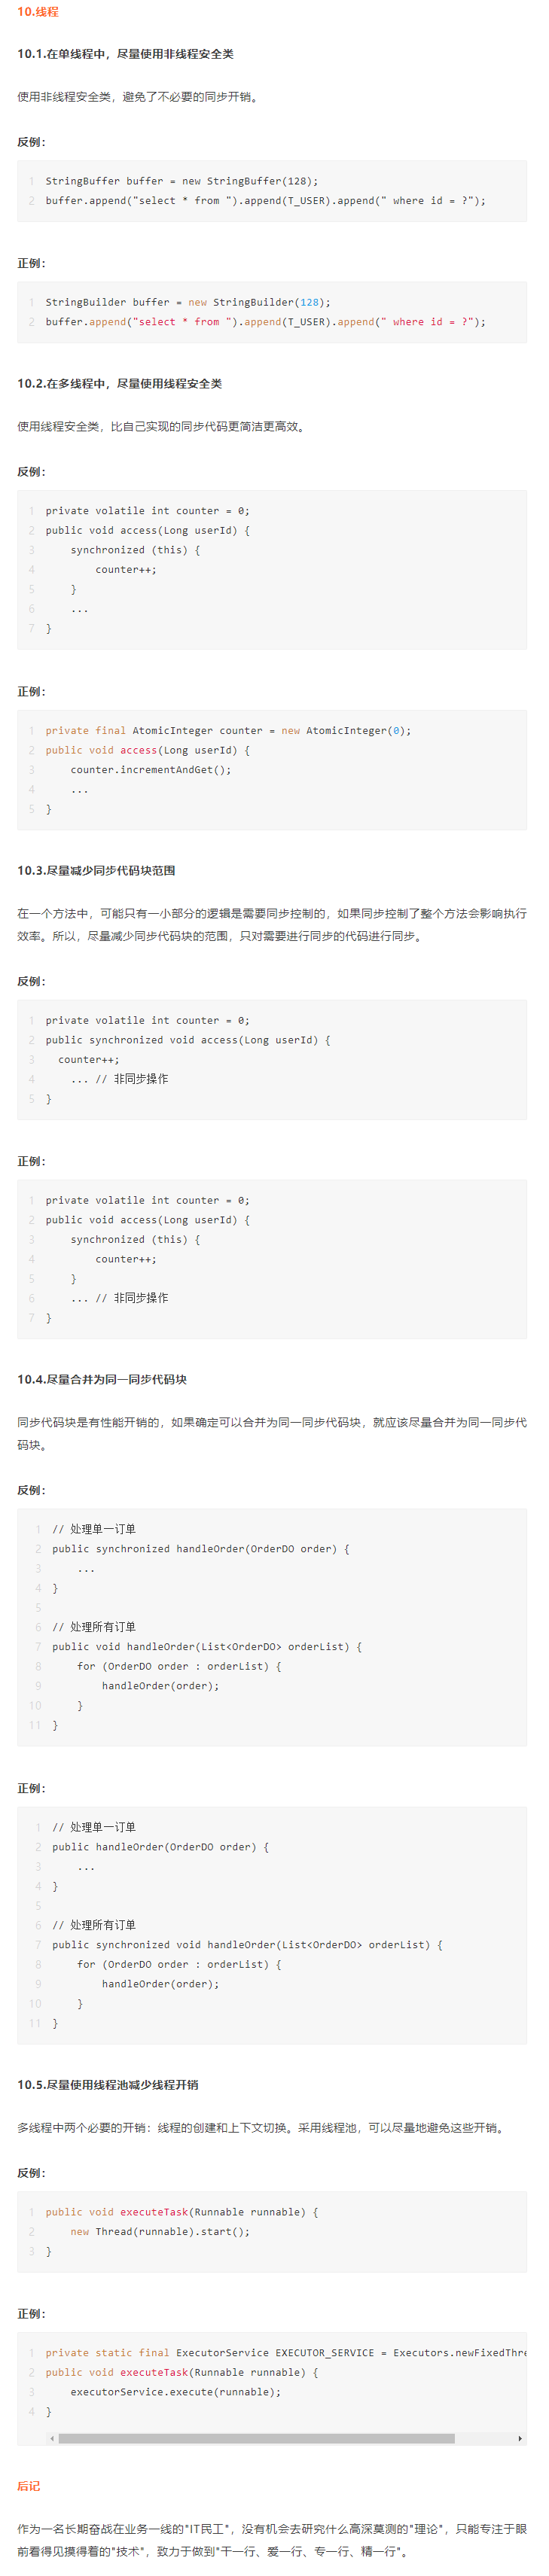 10.线程
10.1.在单线程中，尽量使用非线程安全类
使用非线程安全类，避免了不必要的同步开销。
反例：
1 StringBuffer buffer = new StringBuffer(128);
2 buffer.append("select * from ").append(T_USER).append(" where id = ?");
正例：
1 StringBuilder buffer = new StringBuilder(128);
2 buffer.append("select * from ").append(T_USER).append(" where id = ?");
10.2.在多线程中，尽量使用线程安全类
使用线程安全类，比自己实现的同步代码更简洁更高效。
反例：
1 private volatile int counter = 0;
2 public void access(Long userId) {
3     synchronized (this) {
4         counter++;
5     }
6     ...
7 }
正例：
1 private final AtomicInteger counter = new AtomicInteger(0);
2 public void access(Long userId) {
3     counter.incrementAndGet();
4     ...
5 }
10.3.尽量减少同步代码块范围
在一个方法中，可能只有一小部分的逻辑是需要同步控制的，如果同步控制了整个方法会影响执行
效率。所以，尽量减少同步代码块的范围，只对需要进行同步的代码进行同步。
反例：
1 private volatile int counter = 0;
2 public synchronized void access(Long userId) {
3   counter++;
4     ... // 非同步操作
5 }
正例：
1 private volatile int counter = 0;
2 public void access(Long userId) {
3     synchronized (this) {
4         counter++;
5     }
6     ... // 非同步操作
7 }
10.4.尽量合并为同一同步代码块
同步代码块是有性能开销的，如果确定可以合并为同一同步代码块，就应该尽量合并为同一同步代
码块。
反例：
1 // 处理单一订单
2 public synchronized handleOrder(OrderDO order) {
3     ...
4 }
5
6 // 处理所有订单
7 public void handleOrder(List<OrderDO> orderList) {
8     for (OrderDO order : orderList) {
9         handleOrder(order);
10     }
11 }
正例：
1 // 处理单一订单
2 public handleOrder(OrderDO order) {
3     ...
4 }
5
6 // 处理所有订单
7 public synchronized void handleOrder(List<OrderDO> orderList) {
8     for (OrderDO order : orderList) {
9         handleOrder(order);
10     }
11 }
10.5.尽量使用线程池减少线程开销
多线程中两个必要的开销：线程的创建和上下文切换。采用线程池，可以尽量地避免这些开销。
反例：
1 public void executeTask(Runnable runnable) {
2     new Thread(runnable).start();
3 }
正例：
1 private static final ExecutorService EXECUTOR_SERVICE = Executors.newFixedThre
2 public void executeTask(Runnable runnable) {
3     executorService.execute(runnable);
4 }
后记
作为一名长期奋战在业务一线的"IT民工"，没有机会去研究什么高深莫测的"理论"，只能专注于眼
前看得见摸得着的"技术"，致力于做到"干一行、爱一行、专一行、精一行"。